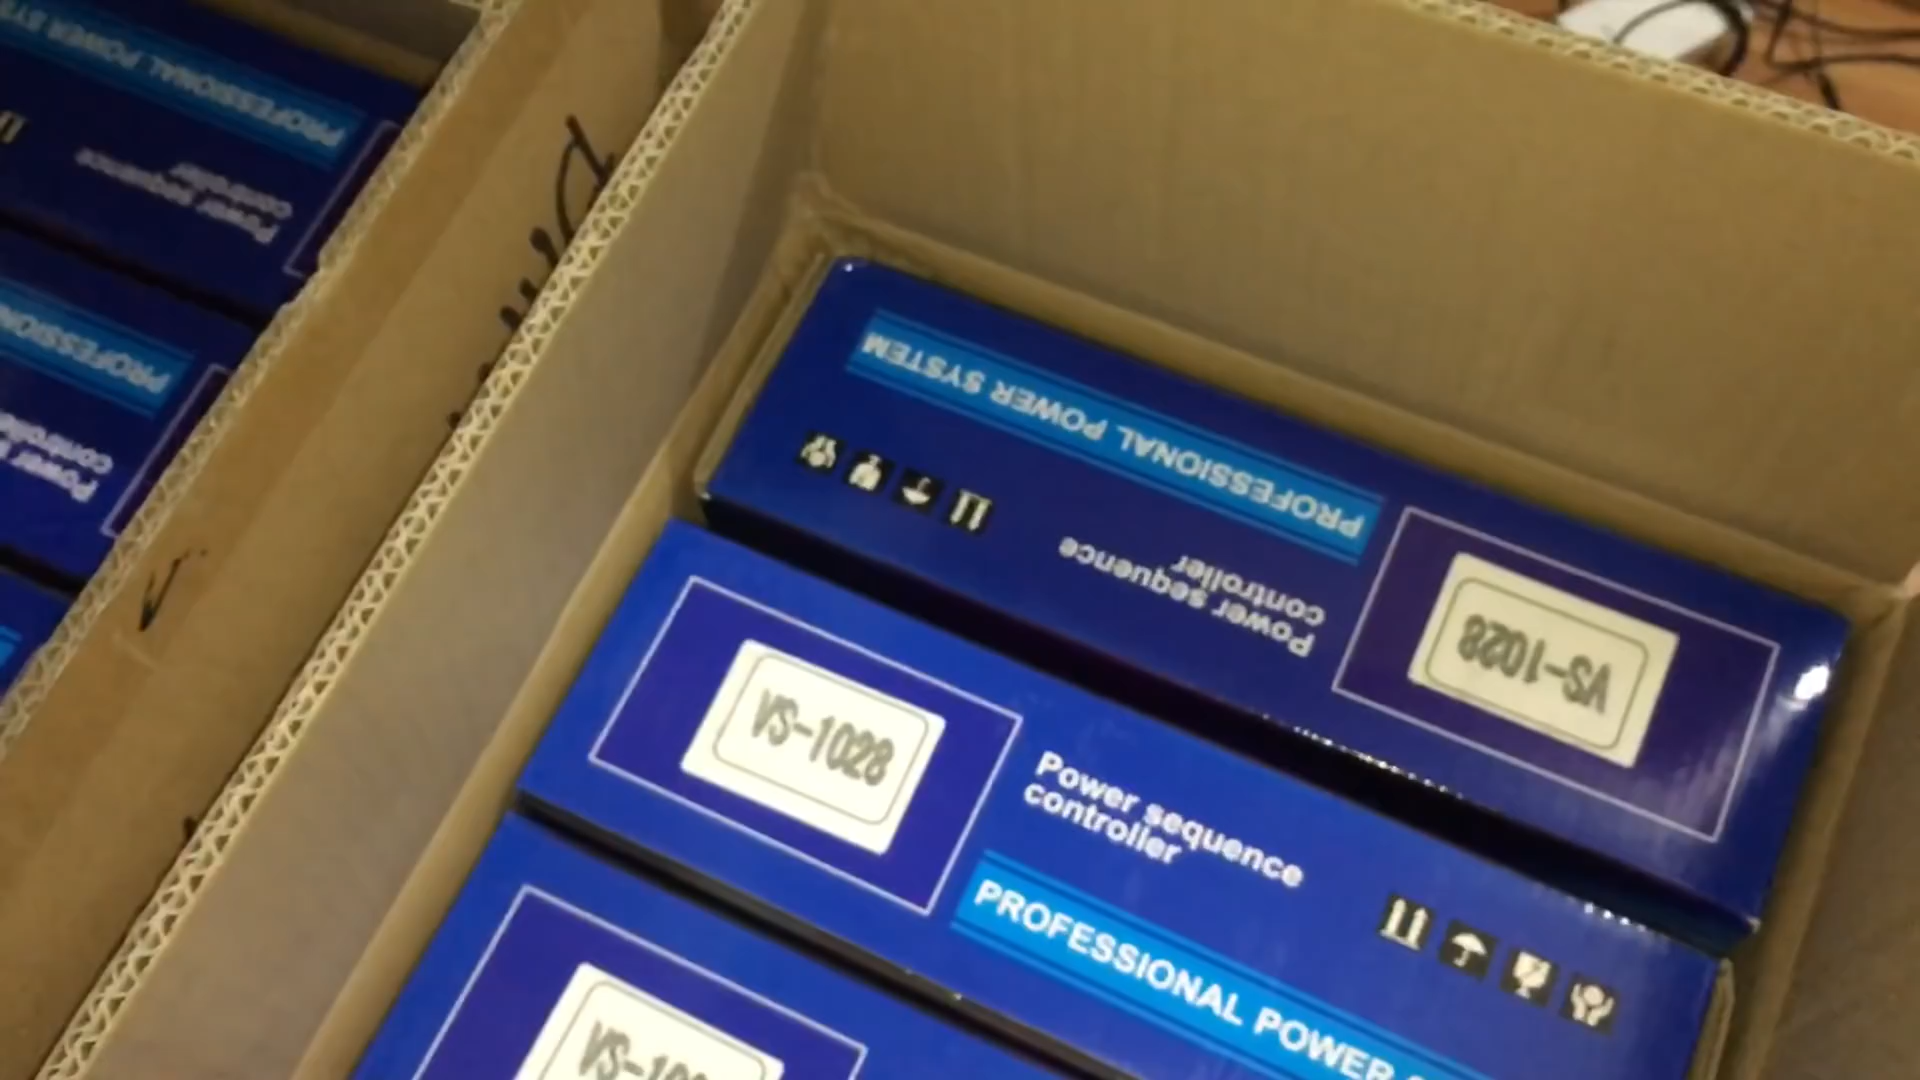 PROFESSIONAL POWER
PROFESSIONAL
Power sequence
controller
PROFESSIONAL POWER SYSTEM
Power sequence
controller
VS-1028
VS-1028
Power sequence
controller
PROFESSIONAL POWER